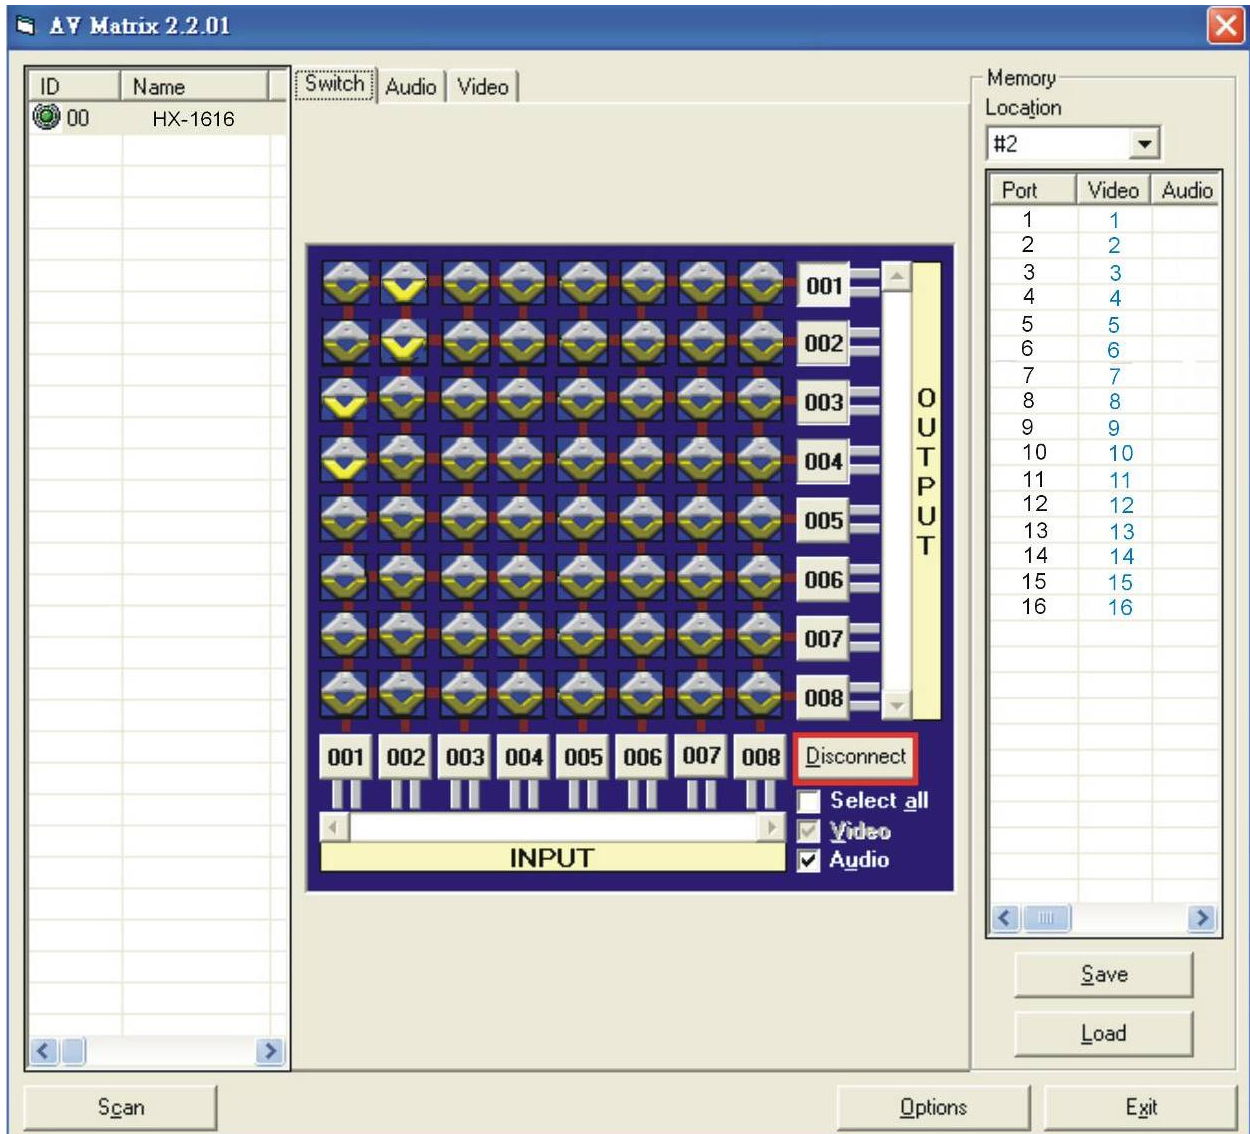 AV Matrix 2.2.01
ID Name
00 HX-1616
Switch Audio Video
001
002
003
004
005
006
007
008
OUTPUT
001 002 003 004 005 006 007 008
Disconnect
Select all
Video
Audio
INPUT
Memory
Location
#2
Port Video Audio
1 1
2 2
3 3
4 4
5 5
6 6
7 7
8 8
9 9
10 10
11 11
12 12
13 13
14 14
15 15
16 16
Save
Load
Scan
Options
Exit